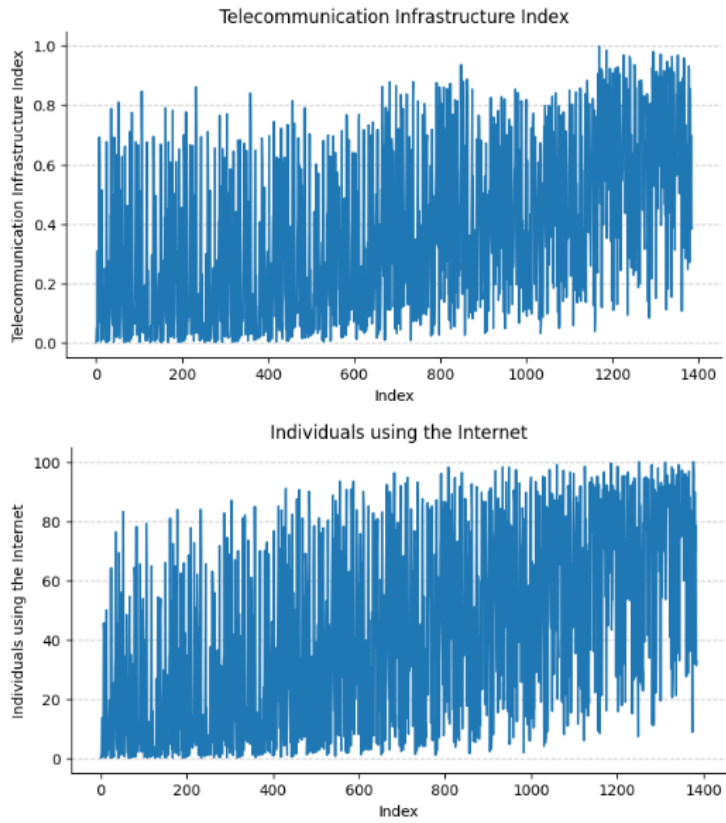 Telecommunication Infrastructure Index
Telecommunication Infrastructure Index
1.0
0.8
0.6
0.4
0.2
0.0
0 200 400 600 800 1000 1200 1400
Index
Individuals using the Internet
Individuals using the Internet
100
80
60
40
20
0
0 200 400 600 800 1000 1200 1400
Index